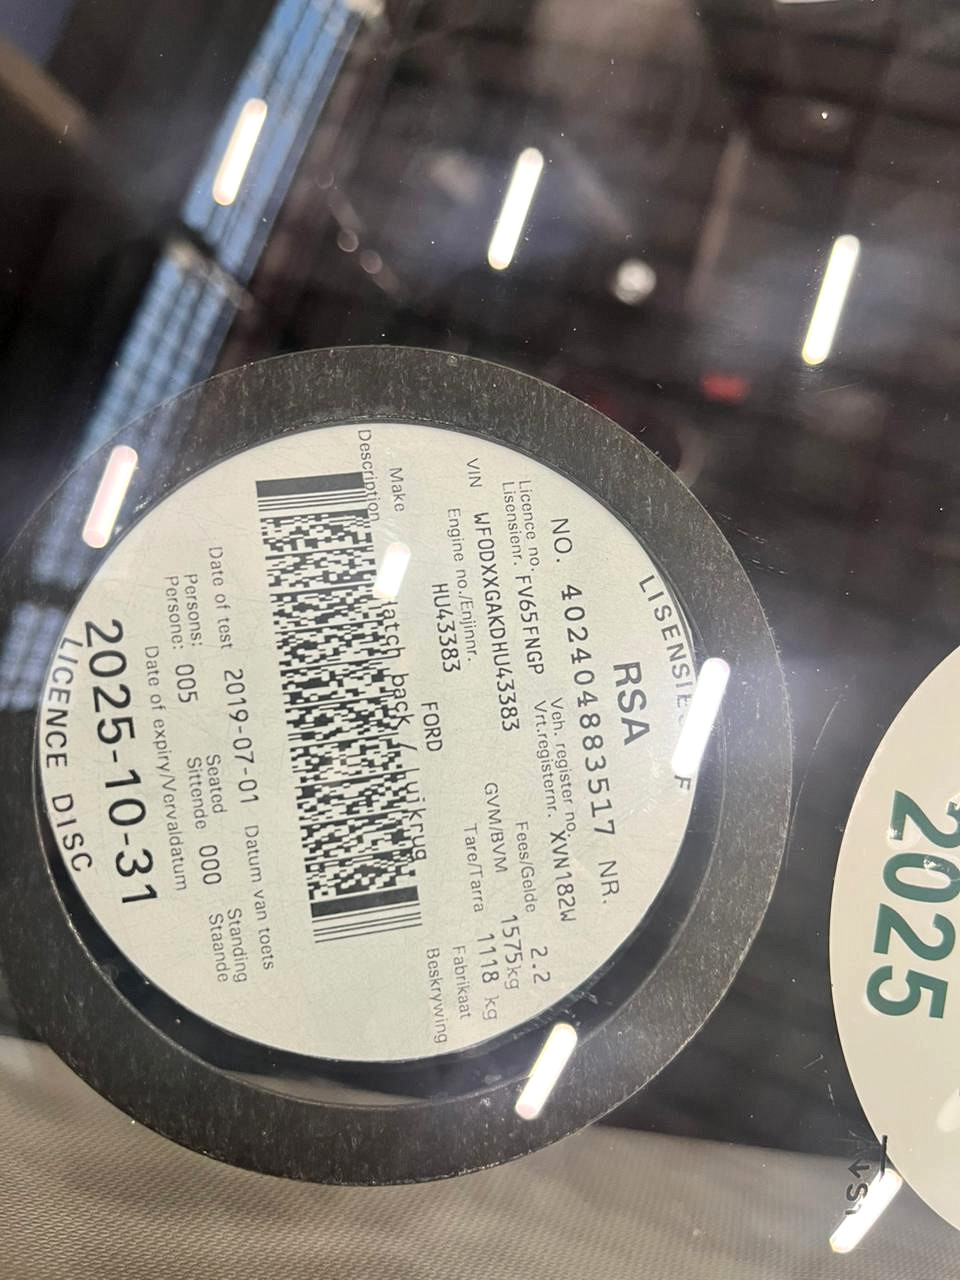 LISENSIE
F
RSA
NO. 402404883517 NR.
Licence no.
Lisensienr. FV65FNGP
Veh. register no.
Vrt.registernr. XVN182W
VIN WF0DXXGAKDHU43383
Fees/Gelde 2.2
Engine no./Enjinnr.
HU43383
GVM/BVM 1575kg
Tare/Tarra 1118 kg
Make FORD Fabrikaat
Description back / Luikrug Beskrywing
Date of test 2019-07-01 Datum van toets
Persons:
Persone: 005
Seated
Sittende 000
Standing
Staande
Date of expiry/Vervaldatum
2025-10-31
LICENCE DISC
2025